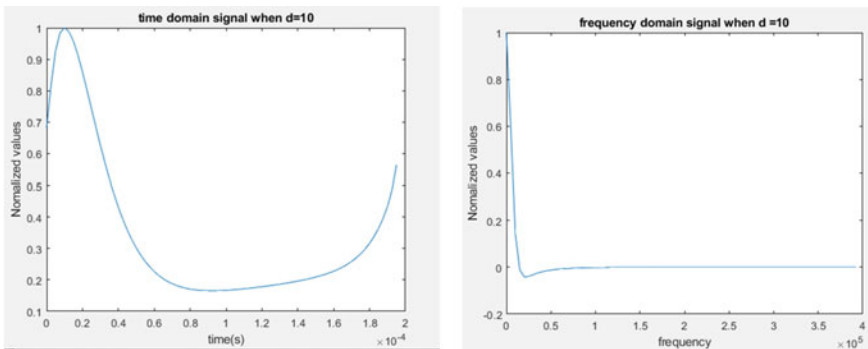 time domain signal when d=10
1
0.9
0.8
0.7
0.6
0.5
0.4
0.3
0.2
0.1
Nomalized values
0 0.2 0.4 0.6 0.8 1 1.2 1.4 1.6 1.8 2
time(s)
×10⁻⁴
frequency domain signal when d =10
1
0.8
0.6
0.4
0.2
0
-0.2
Nomalized values
0 0.5 1 1.5 2 2.5 3 3.5 4
frequency
×10⁵